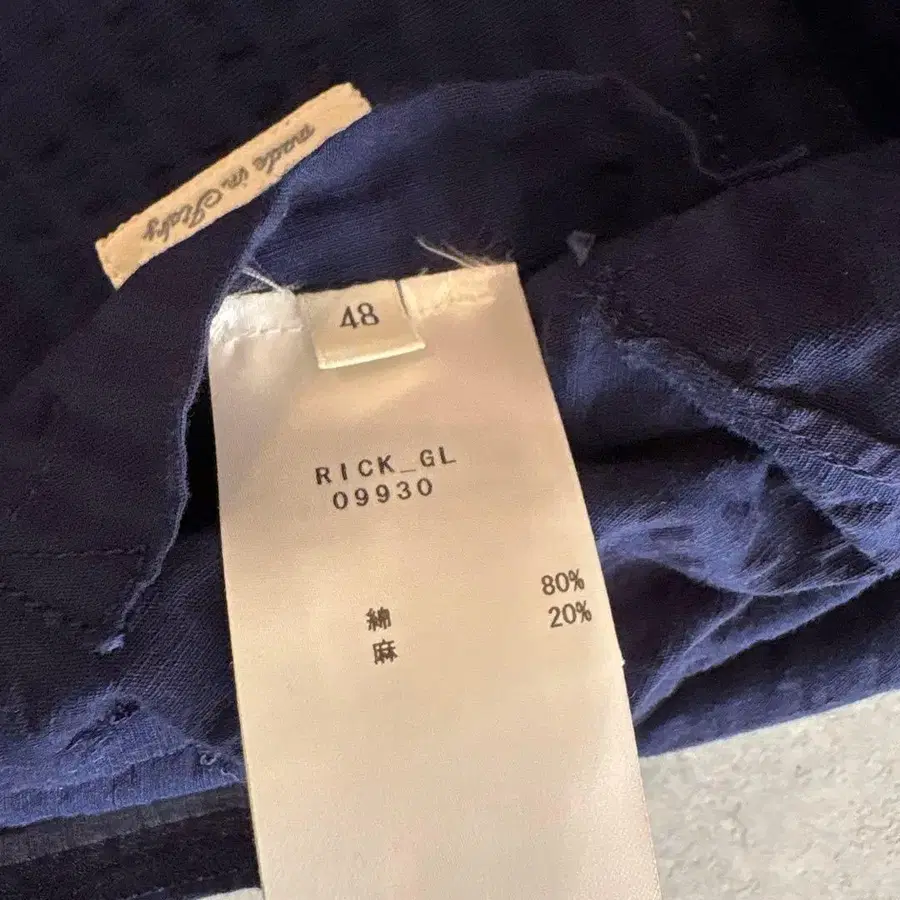 made in Italy
48
RICK_GL
09930
綿 80%
麻 20%